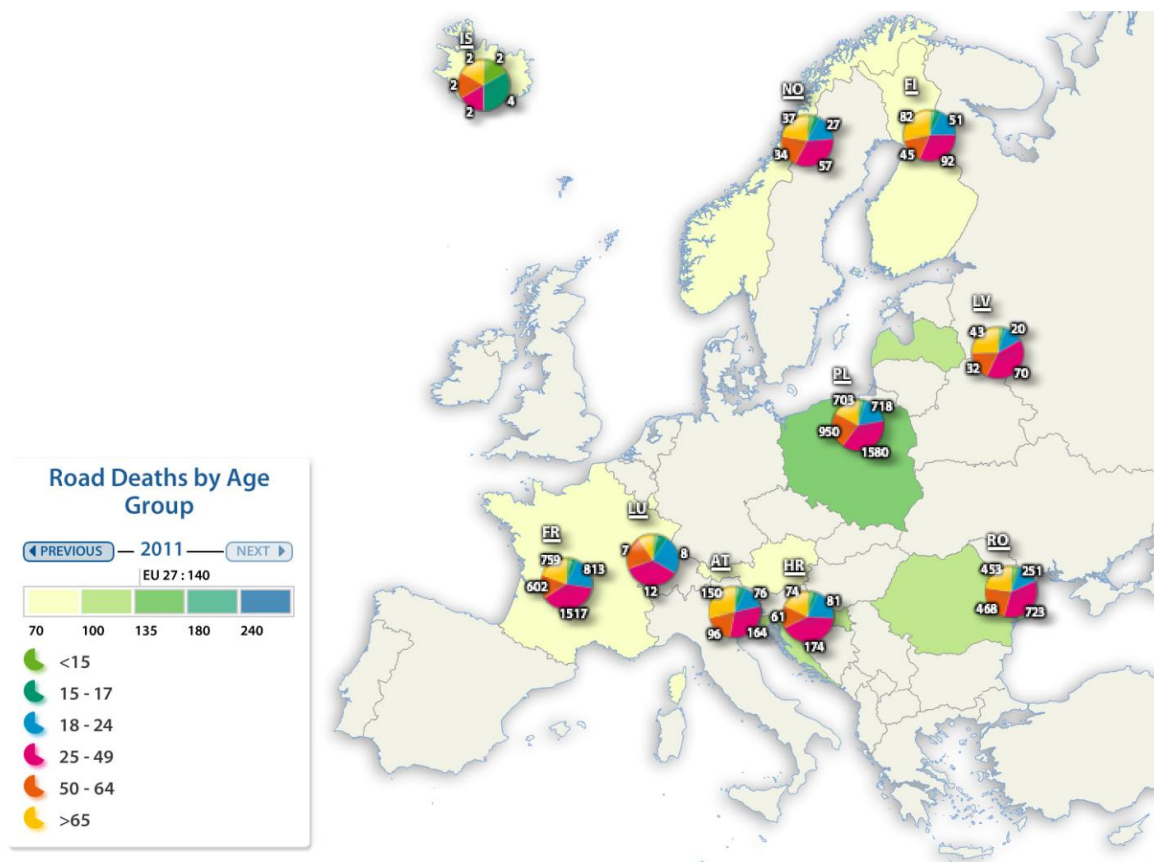 IS
2 2
2 4
2
NO
37 27
34 57
FI
82 51
45 92
LV
43 20
32 70
PL
703 718
950 1580
FR
759 813
602 1517
LU
7 8
12
AT
150 76
96 164
HR
74 81
61 174
RO
453 251
468 723
Road Deaths by Age
Group
PREVIOUS 2011 NEXT
EU 27 : 140
70 100 135 180 240
<15
15 - 17
18 - 24
25 - 49
50 - 64
>65